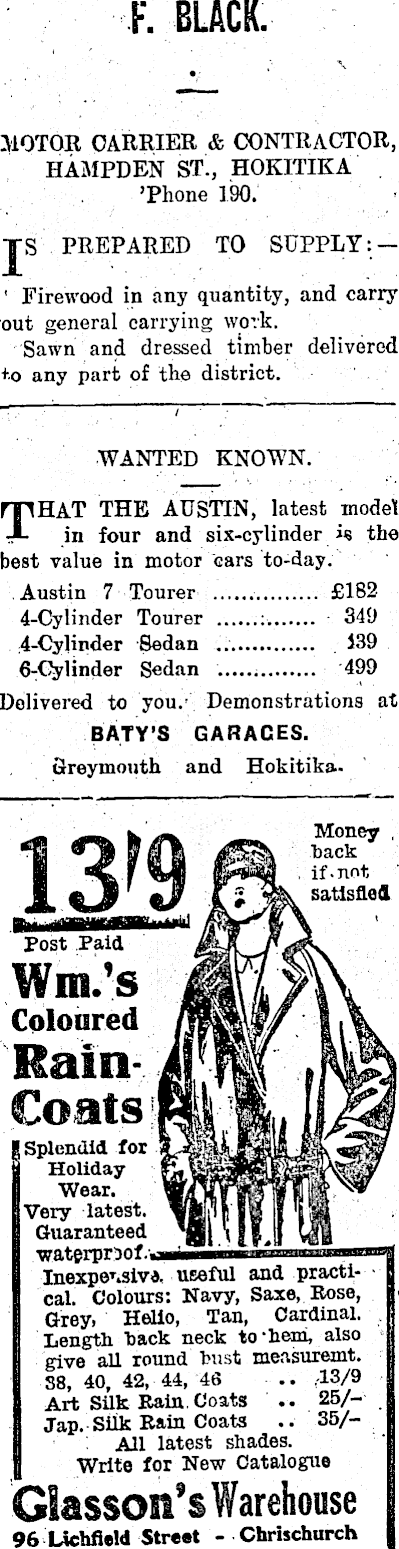 F. BLACK.
MOTOR CARRIER & CONTRACTOR,
HAMPDEN ST., HOKITIKA
'Phone 190.
IS PREPARED TO SUPPLY:—
Firewood in any quantity, and carry
out general carrying work.
Sawn and dressed timber delivered
to any part of the district.
WANTED KNOWN.
THAT THE AUSTIN, latest model
in four and six-cylinder is the
best value in motor cars to-day.
Austin 7 Tourer ............... £182
4-Cylinder Tourer .............. 349
4-Cylinder Sedan ..............
6-Cylinder Sedan .............. 499
Delivered to you. Demonstrations at
BATY'S GARAGES.
Greymouth and Hokitika.
13/9
Money
back
if not
satisfied
Post Paid
Wm.'s
Coloured
Rain-
Coats
Splendid for
Holiday
Wear.
Very latest.
Guaranteed
waterproof.
Inexpensive, useful and practi-
cal. Colours: Navy, Saxe, Rose,
Grey, Helio, Tan, Cardinal.
Length back neck to hem, also
give all round bust measuremt.
38, 40, 42, 44, 46 .. 13/9
Art Silk Rain Coats .. 25/-
Jap. Silk Rain Coats .. 35/-
All latest shades.
Write for New Catalogue
Glasson's Warehouse
96 Lichfield Street - Chrischurch